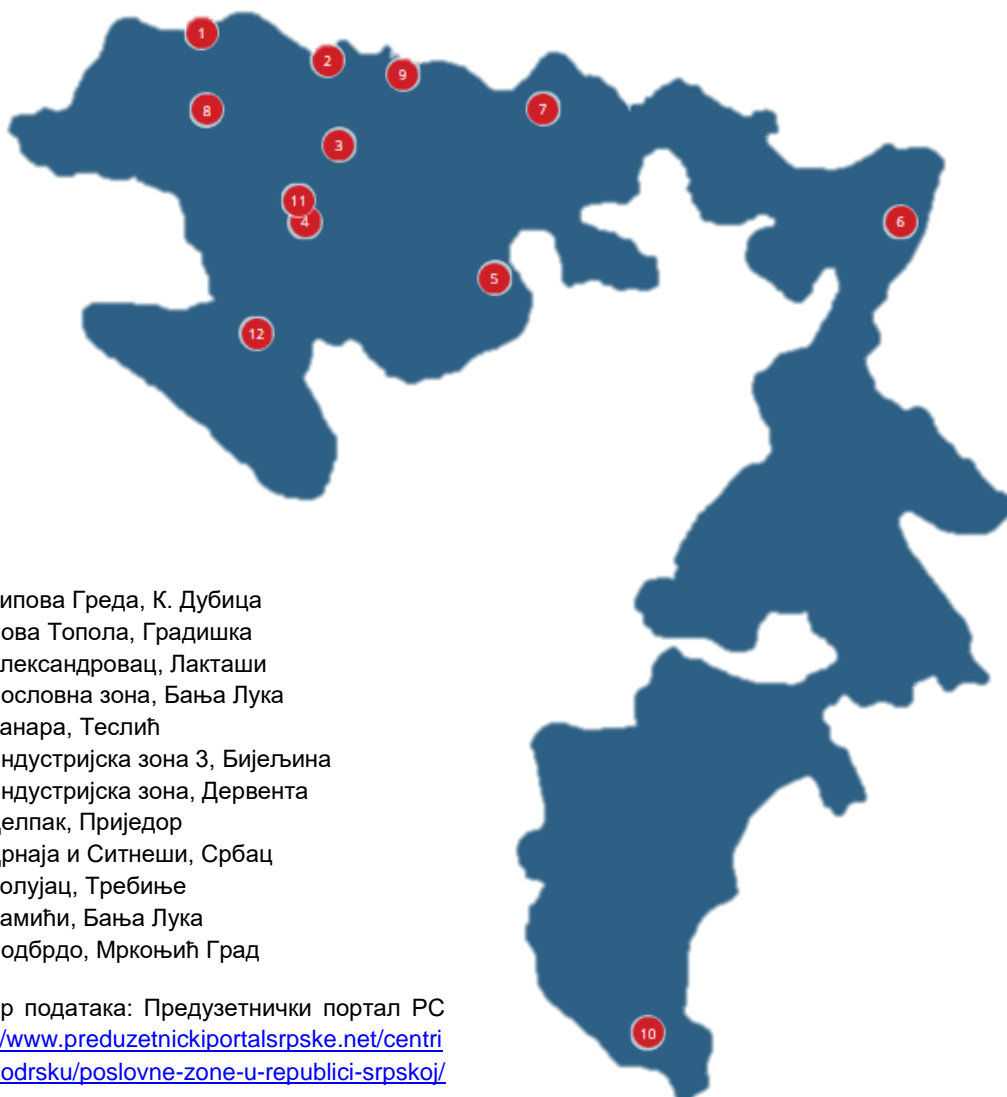 1
2
9
8
7
3
11
4
6
5
12
ипова Греда, К. Дубица
ова Топола, Градишка
лександровац, Лакташи
ословна зона, Бања Лука
анара, Теслић
ндустријска зона 3, Бијељина
ндустријска зона, Дервента
елпак, Приједор
рнаја и Ситнеши, Србац
олујац, Требиње
амићи, Бања Лука
одбрдо, Мркоњић Град
р података: Предузетнички портал РС
/www.preduzetnickiportalsrpske.net/centri
odrsku/poslovne-zone-u-republici-srpskoj/
10